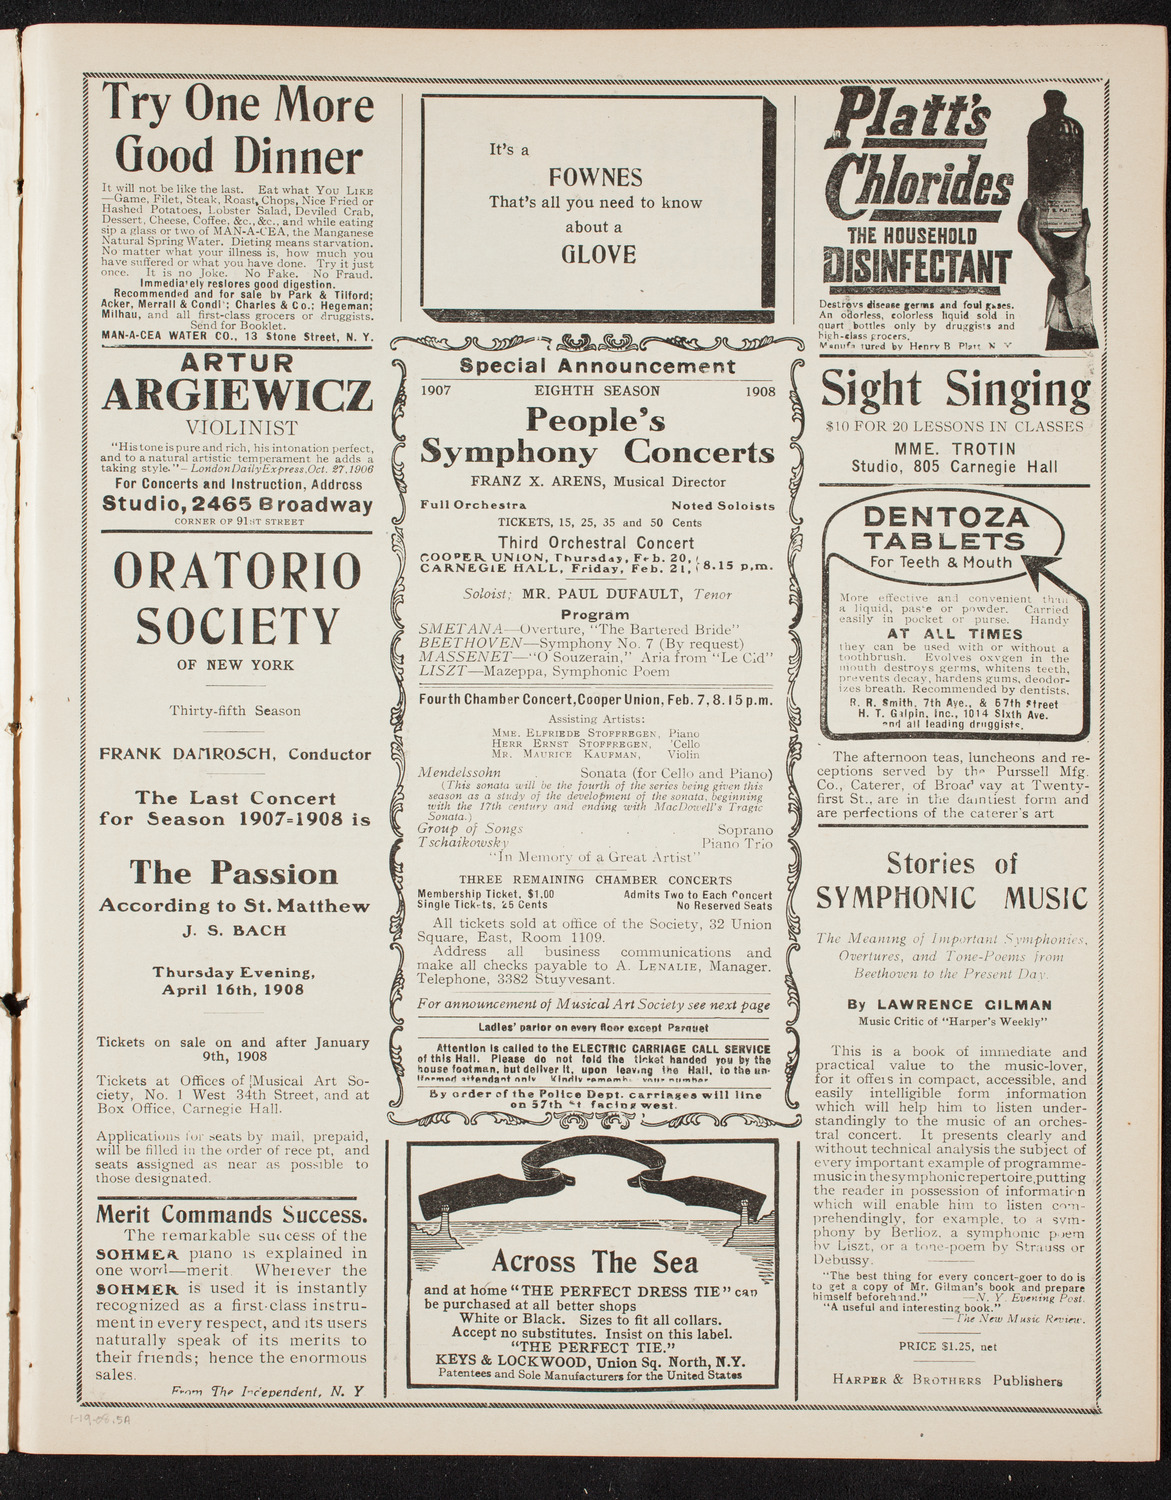 Try One More
Good Dinner
It will not be like the last. Eat what YOU LIKE
—Game, Filet, Steak, Roast, Chops, Nice Fried or
Hashed Potatoes, Lobster Salad, Deviled Crab,
Dessert, Cheese, Coffee, &c., &c., and while eating
sip a glass or two of MAN-A-CEA, the Manganese
Natural Spring Water. Dieting means starvation.
No matter what your illness is, how much you
have suffered or what you have done. Try it just
once. It is no Joke. No Fake. No Fraud.
Immediately restores good digestion.
Recommended and for sale by Park & Tilford;
Acker, Merrall & Condit; Charles & Co.; Hegeman;
Milhau, and all first-class grocers or druggists.
Send for Booklet.
MAN-A-CEA WATER CO., 13 Stone Street, N. Y.
ARTUR
ARGIEWICZ
VIOLINIST
"His tone is pure and rich, his intonation perfect,
and to a natural artistic temperament he adds a
taking style."—London Daily Express, Oct. 27, 1906
For Concerts and Instruction, Address
Studio, 2465 Broadway
CORNER OF 91ST STREET
ORATORIO
SOCIETY
OF NEW YORK
Thirty-fifth Season
FRANK DAMROSCH, Conductor
The Last Concert
for Season 1907=1908 is
The Passion
According to St. Matthew
J. S. BACH
Thursday Evening,
April 16th, 1908
Tickets on sale on and after January
9th, 1908
Tickets at Offices of Musical Art So-
ciety, No. 1 West 34th Street, and at
Box Office, Carnegie Hall.
Applications for seats by mail, prepaid,
will be filled in the order of receipt, and
seats assigned as near as possible to
those designated.
Merit Commands Success.
The remarkable success of the
SOHMER piano is explained in
one word—merit. Wherever the
SOHMER is used it is instantly
recognized as a first-class instru-
ment in every respect, and its users
naturally speak of its merits to
their friends; hence the enormous
sales.
From The Independent, N. Y
It's a
FOWNES
That's all you need to know
about a
GLOVE
Special Announcement
1907 EIGHTH SEASON 1908
People's
Symphony Concerts
FRANZ X. ARENS, Musical Director
Full Orchestra Noted Soloists
TICKETS, 15, 25, 35 and 50 Cents
Third Orchestral Concert
COOPER UNION, Thursday, Feb. 20,
CARNEGIE HALL, Friday, Feb. 21, } 8.15 p.m.
Soloist; MR. PAUL DUFAULT, Tenor
Program
SMETANA—Overture, "The Bartered Bride"
BEETHOVEN—Symphony No. 7 (By request)
MASSENET—"O Souzerain," Aria from "Le Cid"
LISZT—Mazeppa, Symphonic Poem
Fourth Chamber Concert, Cooper Union, Feb. 7, 8.15 p.m.
Assisting Artists:
MME. ELFRIEDE STOFFREGEN, Piano
HERR ERNST STOFFREGEN, 'Cello
MR. MAURICE KAUFMAN, Violin
Mendelssohn . Sonata (for Cello and Piano)
(This sonata will be the fourth of the series being given this
season as a study of the development of the sonata, beginning
with the 17th century and ending with MacDowell's Tragic
Sonata.)
Group of Songs . . . Soprano
Tschaikowsky . . . Piano Trio
"In Memory of a Great Artist"
THREE REMAINING CHAMBER CONCERTS
Membership Ticket, $1.00 Admits Two to Each Concert
Single Tickets, 25 Cents No Reserved Seats
All tickets sold at office of the Society, 32 Union
Square, East, Room 1109.
Address all business communications and
make all checks payable to A. LENALIE, Manager.
Telephone, 3382 Stuyvesant.
For announcement of Musical Art Society see next page
Ladies' parlor on every floor except Parquet
Attention is called to the ELECTRIC CARRIAGE CALL SERVICE
of this Hall. Please do not fold the ticket handed you by the
house footman, but deliver it, upon leaving the Hall, to the un-
iformed attendant only. Kindly remember your number
By order of the Police Dept. carriages will line
on 57th St facing west.
Across The Sea
and at home "THE PERFECT DRESS TIE" can
be purchased at all better shops
White or Black. Sizes to fit all collars.
Accept no substitutes. Insist on this label.
"THE PERFECT TIE."
KEYS & LOCKWOOD, Union Sq. North, N.Y.
Patentees and Sole Manufacturers for the United States
Platt's
Chlorides
THE HOUSEHOLD
DISINFECTANT
Destroys disease germs and foul gases.
An odorless, colorless liquid sold in
quart bottles only by druggists and
high-class grocers.
Manufactured by Henry B Platt N Y
Sight Singing
$10 FOR 20 LESSONS IN CLASSES
MME. TROTIN
Studio, 805 Carnegie Hall
DENTOZA
TABLETS
For Teeth & Mouth
More effective and convenient than
a liquid, paste or powder. Carried
easily in pocket or purse. Handy
AT ALL TIMES
they can be used with or without a
toothbrush. Evolves oxygen in the
mouth destroys germs, whitens teeth,
prevents decay, hardens gums, deodor-
izes breath. Recommended by dentists.
R. R. Smith, 7th Ave., & 57th Street
H. T. Galpin, Inc., 1014 Sixth Ave.
and all leading druggists.
The afternoon teas, luncheons and re-
ceptions served by the Purssell Mfg.
Co., Caterer, of Broadway at Twenty-
first St., are in the daintiest form and
are perfections of the caterer's art
Stories of
SYMPHONIC MUSIC
The Meaning of Important Symphonies,
Overtures, and Tone-Poems from
Beethoven to the Present Day.
By LAWRENCE GILMAN
Music Critic of "Harper's Weekly"
This is a book of immediate and
practical value to the music-lover,
for it offers in compact, accessible, and
easily intelligible form information
which will help him to listen under-
standingly to the music of an orches-
tral concert. It presents clearly and
without technical analysis the subject of
every important example of programme-
music in the symphonic repertoire, putting
the reader in possession of information
which will enable him to listen com-
prehendingly, for example, to a sym-
phony by Berlioz, a symphonic poem
by Liszt, or a tone-poem by Strauss or
Debussy.
"The best thing for every concert-goer to do is
to get a copy of Mr. Gilman's book and prepare
himself beforehand." —N. Y. Evening Post.
"A useful and interesting book."
—The New Music Review.
PRICE $1.25, net
HARPER & BROTHERS Publishers
1-19-08.5A